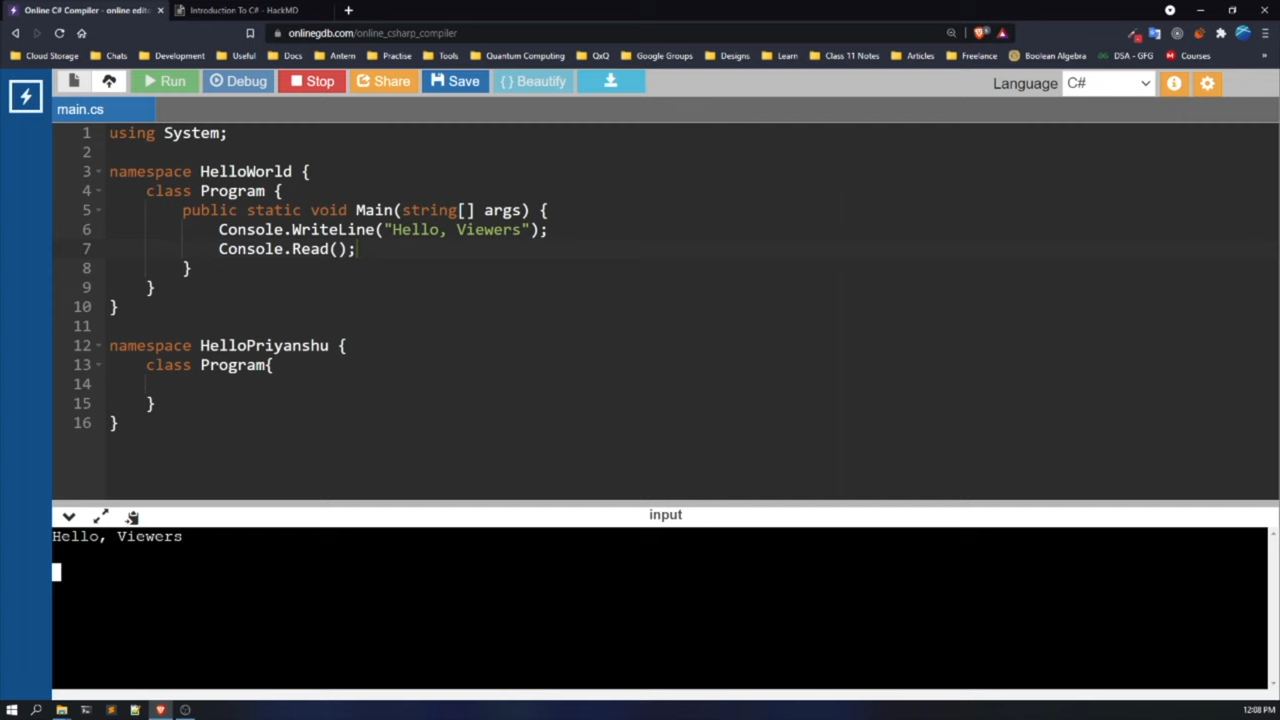 Online C# Compiler - online edito
Introduction To C# - HackMD
onlinegdb.com/online_csharp_compiler
Cloud Storage Chats Development Useful Docs Antern Practise Tools Quantum Computing QxQ Google Groups Designs Learn Class 11 Notes Articles Freelance Boolean Algebra DSA - GFG Courses »
Run Debug Stop Share Save { } Beautify Language C#
main.cs
1 using System;
2
3 namespace HelloWorld {
4 class Program {
5 public static void Main(string[] args) {
6 Console.WriteLine("Hello, Viewers");
7 Console.Read();
8 }
9 }
10 }
11
12 namespace HelloPriyanshu {
13 class Program{
14
15 }
16 }
input
Hello, Viewers
12:08 PM